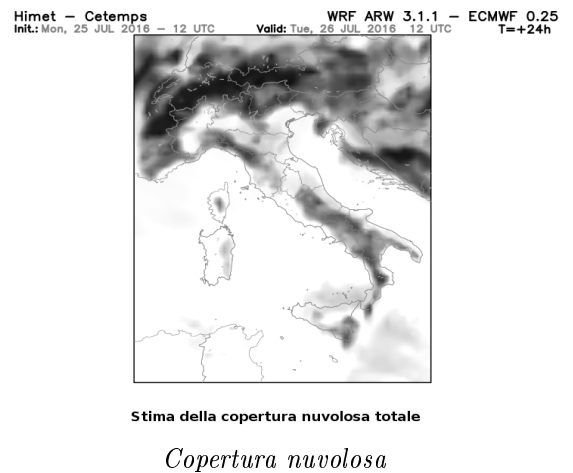 Himet – Cetemps WRF ARW 3.1.1 – ECMWF 0.25
Init.: Mon, 25 JUL 2016 – 12 UTC Valid: Tue, 26 JUL 2016 12 UTC T=+24h
Stima della copertura nuvolosa totale
Copertura nuvolosa